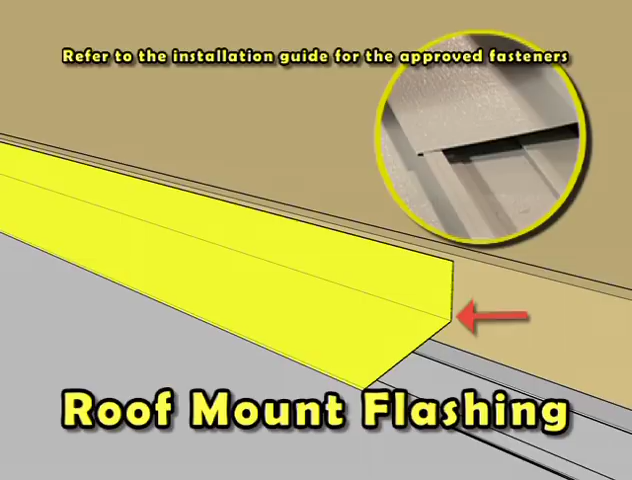 Refer to the installation guide for the approved fasteners
Roof Mount Flashing